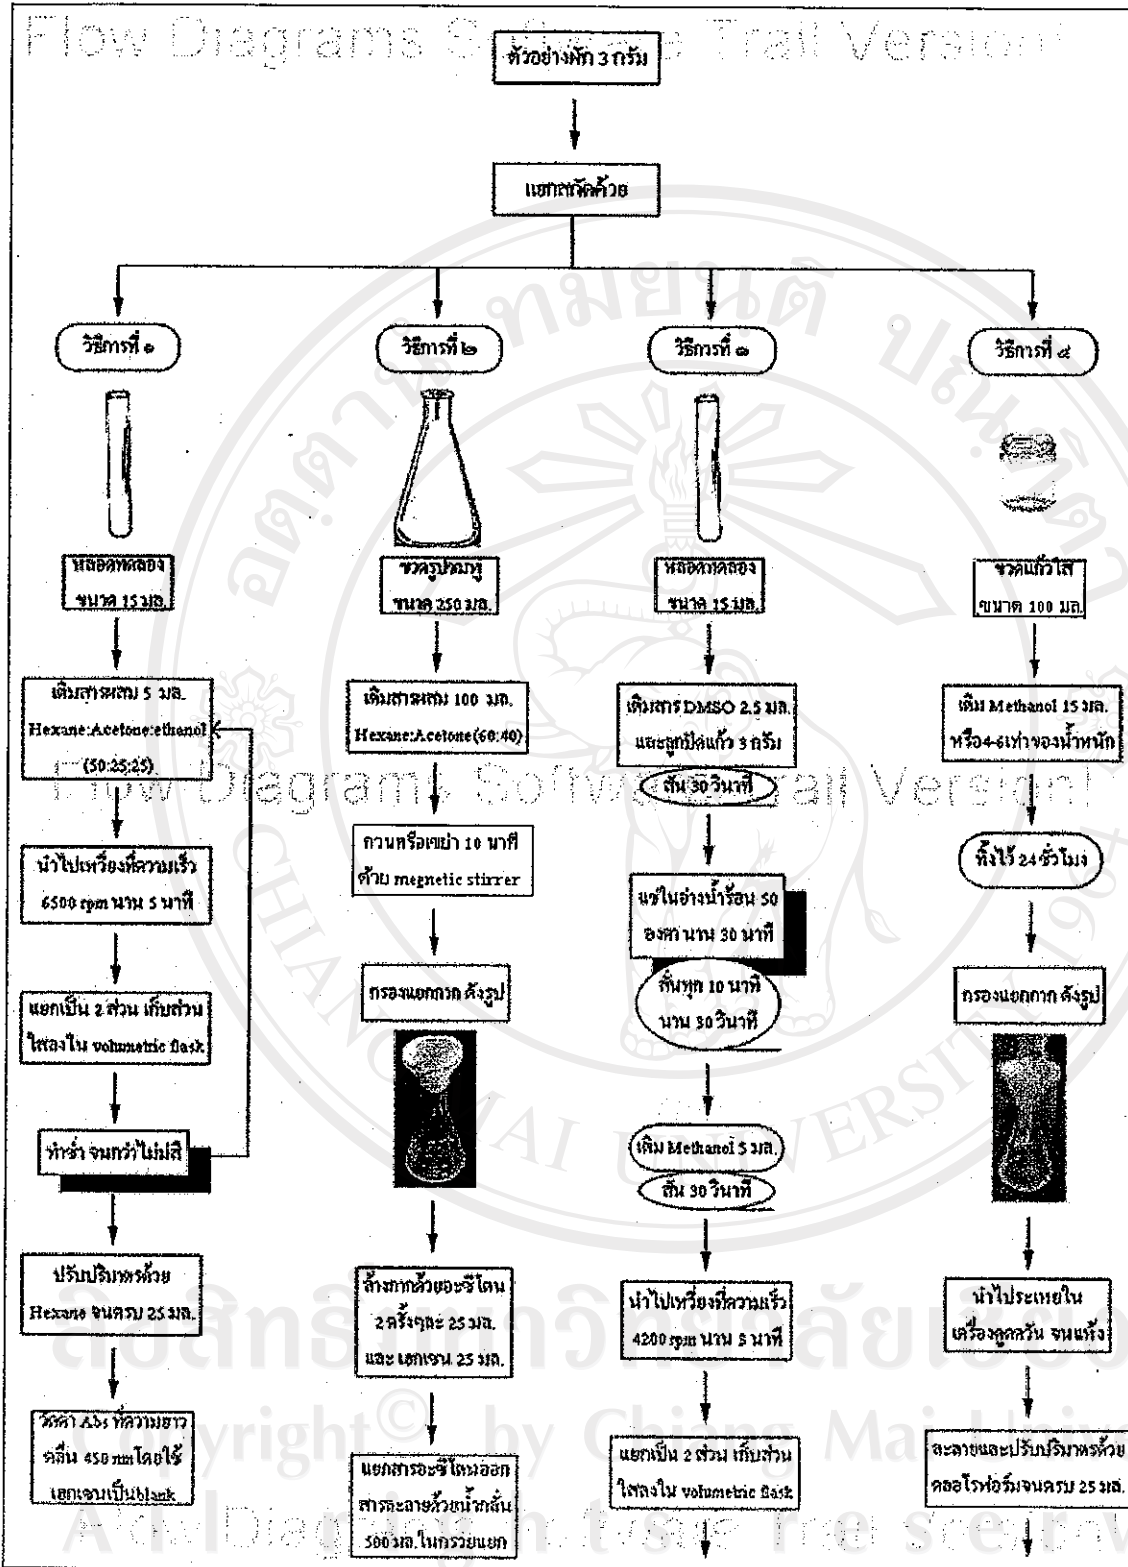 Flow Diagrams Software Trail Version!
ตัวอย่างผัก 3 กรัม
แยกสกัดด้วย
วิธีการที่ ๑
หลอดทดลอง
ขนาด 15 มล.
เติมสารผสม 5 มล.
Hexane:Acetone:ethanol
(50:25:25)
นำไปเหวี่ยงที่ความเร็ว
6500 rpm นาน 5 นาที
แยกเป็น 2 ส่วน เก็บส่วน
ใสลงใน volumetric flask
ทำซ้ำ จนกว่าไม่มีสี
ปรับปริมาตรด้วย
Hexane จนครบ 25 มล.
วัดค่า Abs ที่ความยาว
คลื่น 450 nm โดยใช้
เฮกเซนเป็นblank
วิธีการที่ ๒
ขวดรูปชมพู่
ขนาด 250 มล.
เติมสารผสม 100 มล.
Hexane:Acetone(60:40)
กวนหรือเขย่า 10 นาที
ด้วย megnetic stirrer
กรองแยกกาก ดังรูป
ล้างกากด้วยอะซีโตน
2 ครั้งๆละ 25 มล.
และ เฮกเซน 25 มล.
แยกสารอะซีโตนออก
สารละลายด้วยน้ำกลั่น
500 มล. ในกรวยแยก
วิธีการที่ ๓
หลอดทดลอง
ขนาด 15 มล.
เติมสาร DMSO 2.5 มล.
และลูกปัดแก้ว 3 กรัม
สั่น 30 วินาที
แช่ในอ่างน้ำร้อน 50
องศา นาน 30 นาที
สั่นทุก 10 นาที
นาน 30 วินาที
เติม Methanol 5 มล.
สั่น 30 วินาที
นำไปเหวี่ยงที่ความเร็ว
4200 rpm นาน 5 นาที
แยกเป็น 2 ส่วน เก็บส่วน
ใสลงใน volumetric flask
วิธีการที่ ๔
ขวดแก้วใส
ขนาด 100 มล.
เติม Methanol 15 มล.
หรือ4-6เท่าของน้ำหนัก
ทิ้งไว้ 24 ชั่วโมง
กรองแยกกาก ดังรูป
นำไประเหยใน
เครื่องดูดควัน จนแห้ง
ละลายและปรับปริมาตรด้วย
คลอโรฟอร์มจนครบ 25 มล.
Flow Diagrams Software Trail Version!
CHIANG MAI UNIVERSITY 1964
Copyright © by Chiang Mai Univer